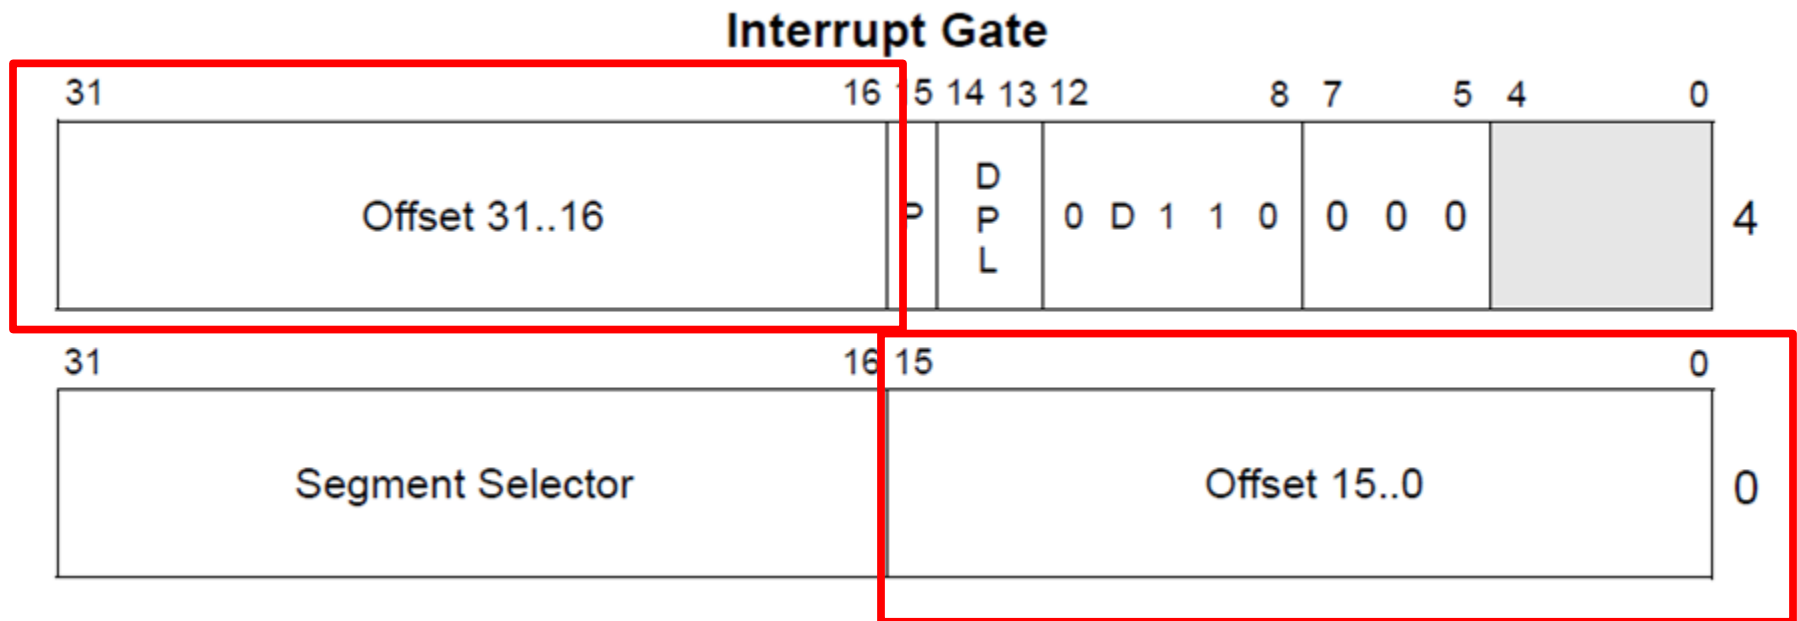 Interrupt Gate
31 16 15 14 13 12 8 7 5 4 0
Offset 31..16 P DPL 0 D 1 1 0 0 0 0 4
31 16 15 0
Segment Selector Offset 15..0 0